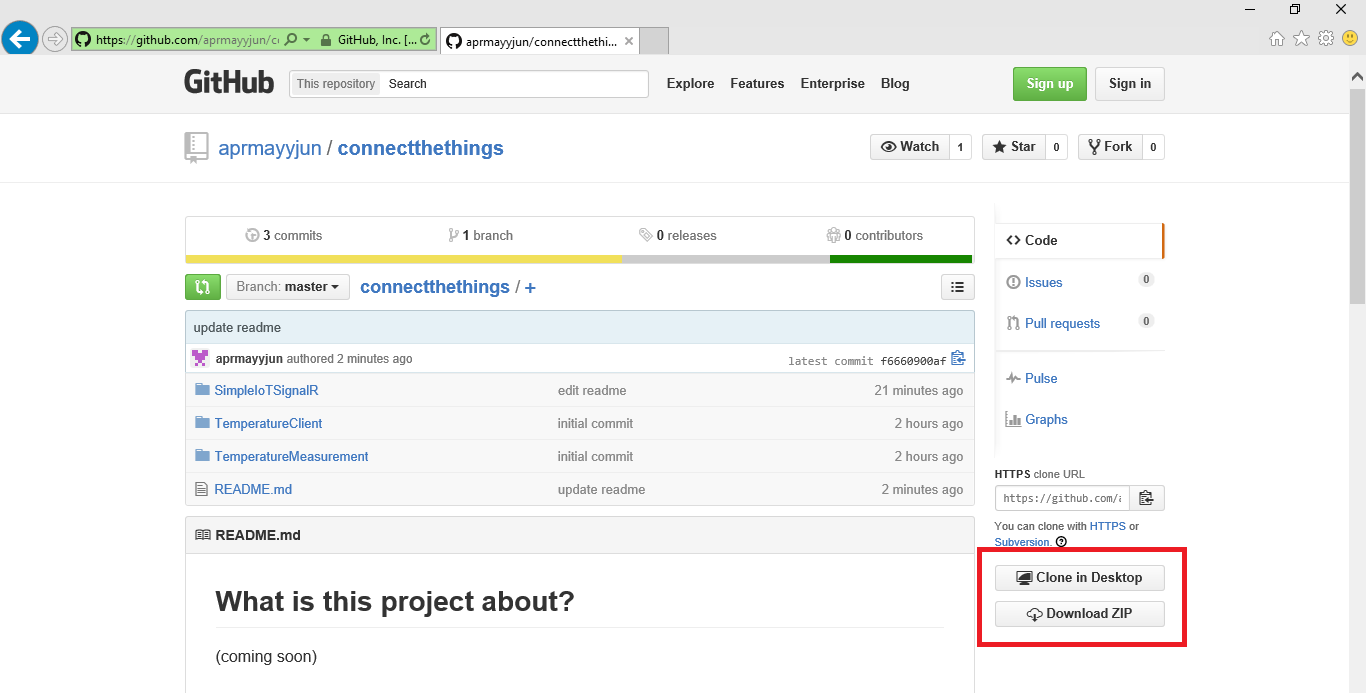 https://github.com/aprmayyjun/c
GitHub, Inc. [...
aprmayyjun/connectthethi...
GitHub
This repository Search
Explore Features Enterprise Blog
Sign up Sign in
aprmayyjun / connectthethings
Watch 1 Star 0 Fork 0
3 commits 1 branch 0 releases 0 contributors
Branch: master connectthethings / +
update readme
aprmayyjun authored 2 minutes ago latest commit f6660900af
SimpleIoTSignalR edit readme 21 minutes ago
TemperatureClient initial commit 2 hours ago
TemperatureMeasurement initial commit 2 hours ago
README.md update readme 2 minutes ago
README.md
What is this project about?
(coming soon)
<> Code
Issues 0
Pull requests 0
Pulse
Graphs
HTTPS clone URL
https://github.com/a
You can clone with HTTPS or
Subversion.
Clone in Desktop
Download ZIP